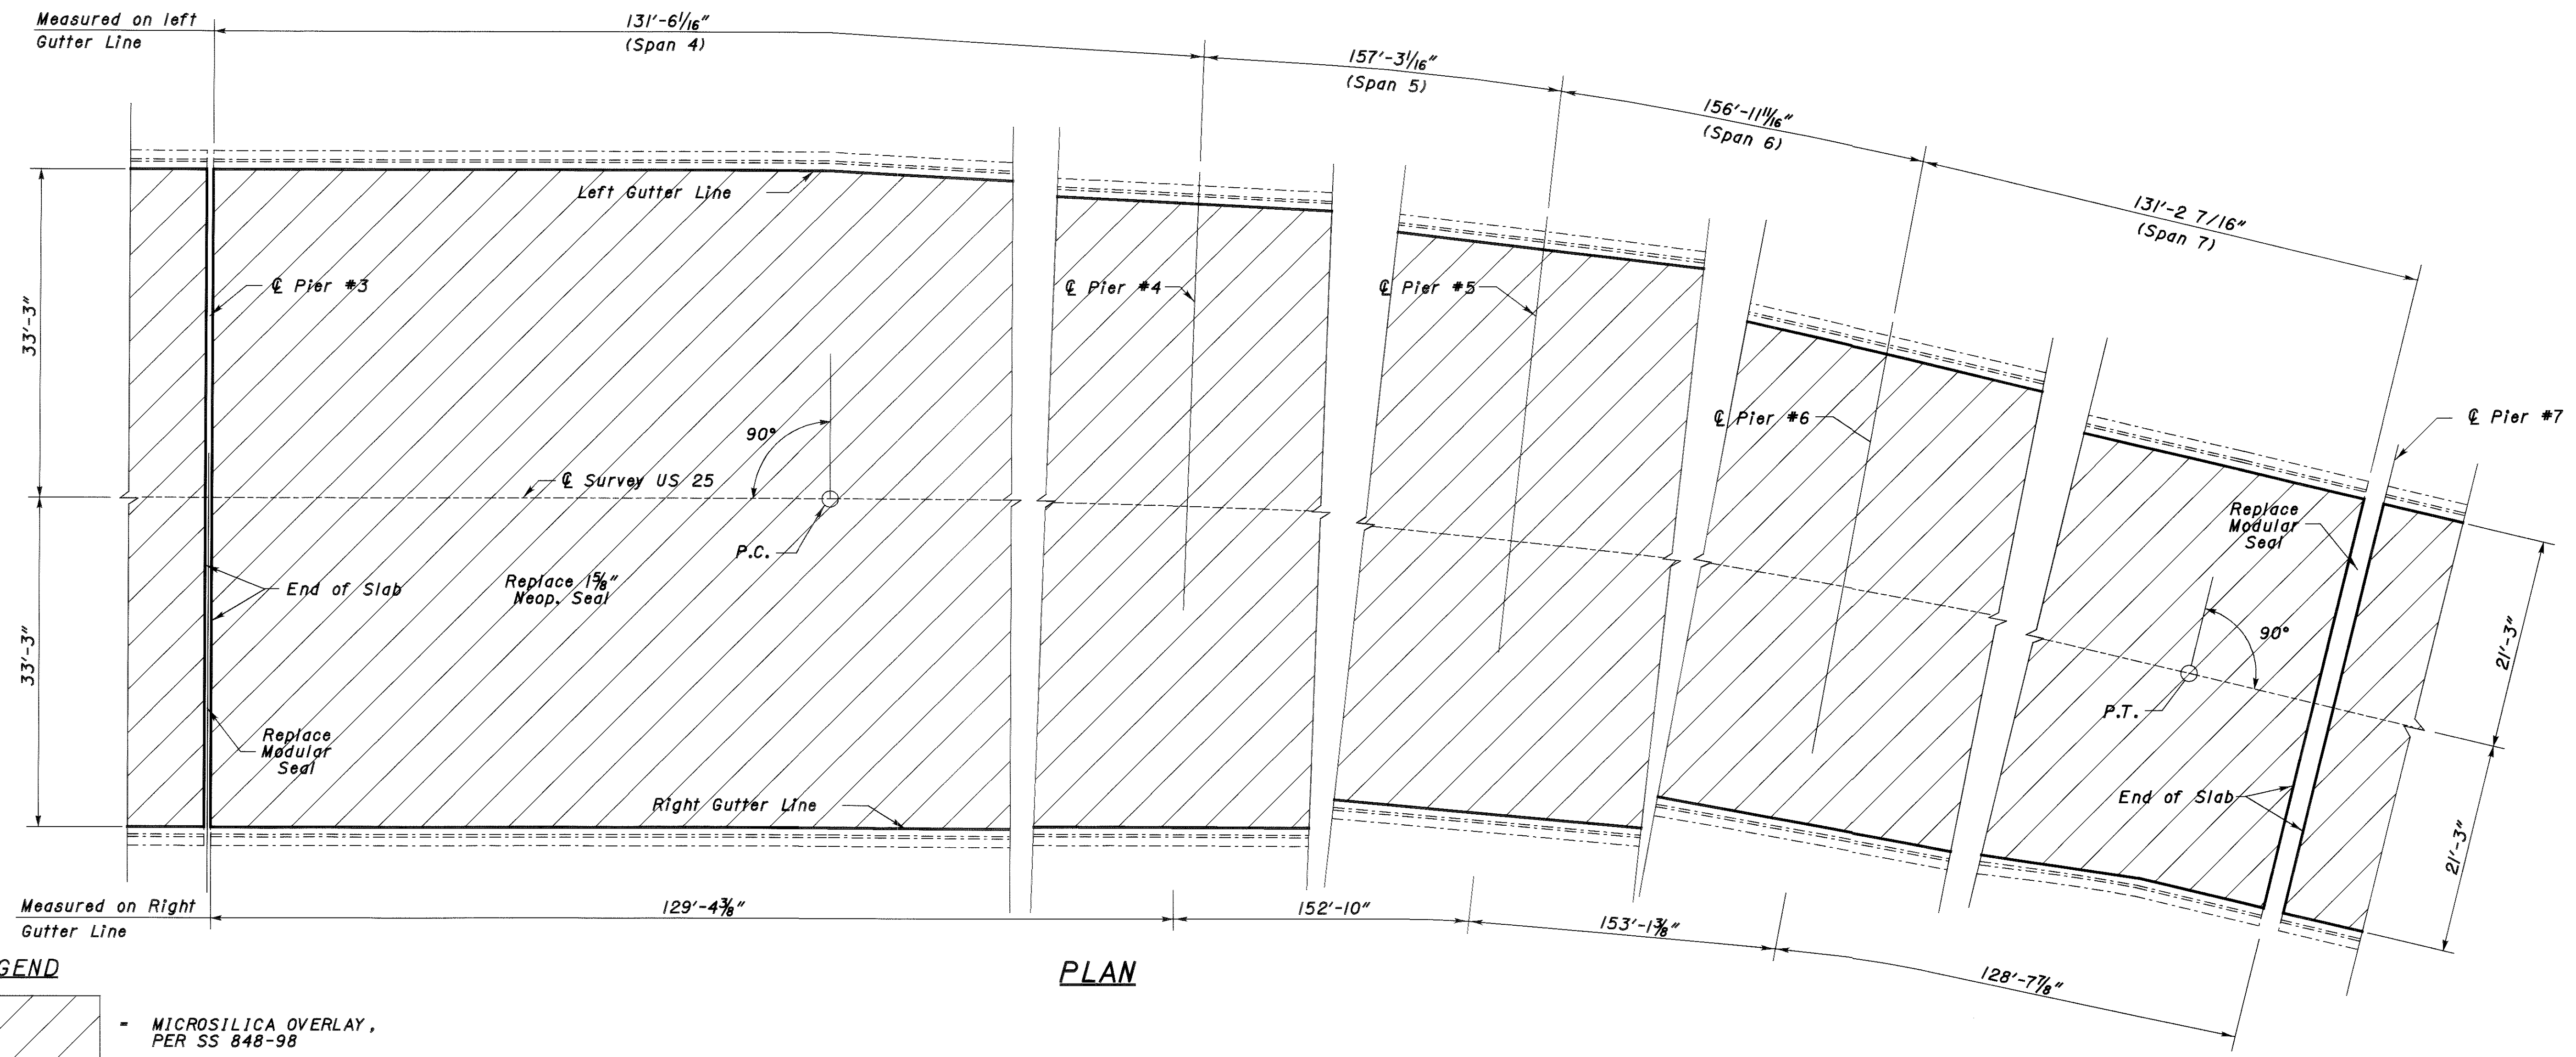 Measured on left
Gutter Line
131'-6 1/16"
(Span 4)
157'-3 1/16"
(Span 5)
156'-11 11/16"
(Span 6)
131'-2 7/16"
(Span 7)
Left Gutter Line
33'-3"
℄ Pier #3
℄ Pier #4
℄ Pier #5
℄ Pier #6
℄ Pier #7
90°
℄ Survey US 25
P.C.
Replace
Modular
Seal
End of Slab
Replace 1 5/8"
Neop. Seal
33'-3"
90°
P.T.
21'-3"
Replace
Modular
Seal
Right Gutter Line
End of Slab
21'-3"
Measured on Right
Gutter Line
129'-4 3/8"
152'-10"
153'-1 3/8"
128'-7 7/8"
GEND
PLAN
= MICROSILICA OVERLAY,
PER SS 848-98